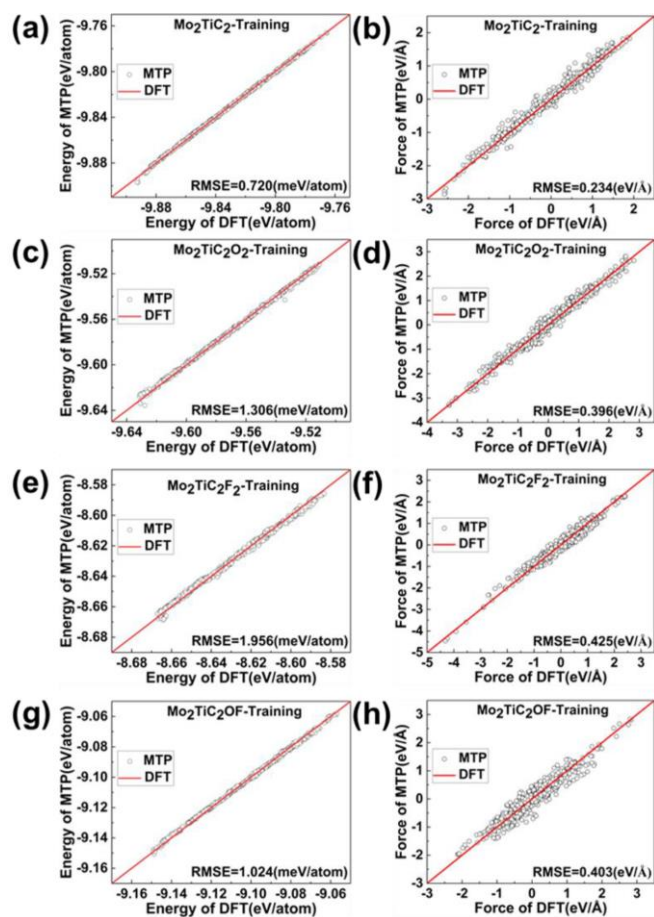 (a)
Mo2TiC2-Training
MTP
DFT
RMSE=0.720(meV/atom)
Energy of MTP(eV/atom)
-9.76
-9.80
-9.84
-9.88
-9.88 -9.84 -9.80 -9.76
Energy of DFT(eV/atom)
(b)
Mo2TiC2-Training
MTP
DFT
RMSE=0.234(eV/Å)
Force of MTP(eV/Å)
2
1
0
-1
-2
-3
-3 -2 -1 0 1 2
Force of DFT(eV/Å)
(c)
Mo2TiC2O2-Training
MTP
DFT
RMSE=1.306(meV/atom)
Energy of MTP(eV/atom)
-9.52
-9.56
-9.60
-9.64
-9.64 -9.60 -9.56 -9.52
Energy of DFT(eV/atom)
(d)
Mo2TiC2O2-Training
MTP
DFT
RMSE=0.396(eV/Å)
Force of MTP(eV/Å)
3
2
1
0
-1
-2
-3
-4
-4 -3 -2 -1 0 1 2 3
Force of DFT(eV/Å)
(e)
Mo2TiC2F2-Training
MTP
DFT
RMSE=1.956(meV/atom)
Energy of MTP(eV/atom)
-8.58
-8.60
-8.62
-8.64
-8.66
-8.69
-8.69 -8.66 -8.64 -8.62 -8.60 -8.58
Energy of DFT(eV/atom)
(f)
Mo2TiC2F2-Training
MTP
DFT
RMSE=0.425(eV/Å)
Force of MTP(eV/Å)
3
2
1
0
-1
-2
-3
-4
-5
-5 -4 -3 -2 -1 0 1 2 3
Force of DFT(eV/Å)
(g)
Mo2TiC2OF-Training
MTP
DFT
RMSE=1.024(meV/atom)
Energy of MTP(eV/atom)
-9.06
-9.08
-9.10
-9.12
-9.14
-9.16
-9.16 -9.14 -9.12 -9.10 -9.08 -9.06
Energy of DFT(eV/atom)
(h)
Mo2TiC2OF-Training
MTP
DFT
RMSE=0.403(eV/Å)
Force of MTP(eV/Å)
3
2
1
0
-1
-2
-3
-3 -2 -1 0 1 2 3
Force of DFT(eV/Å)